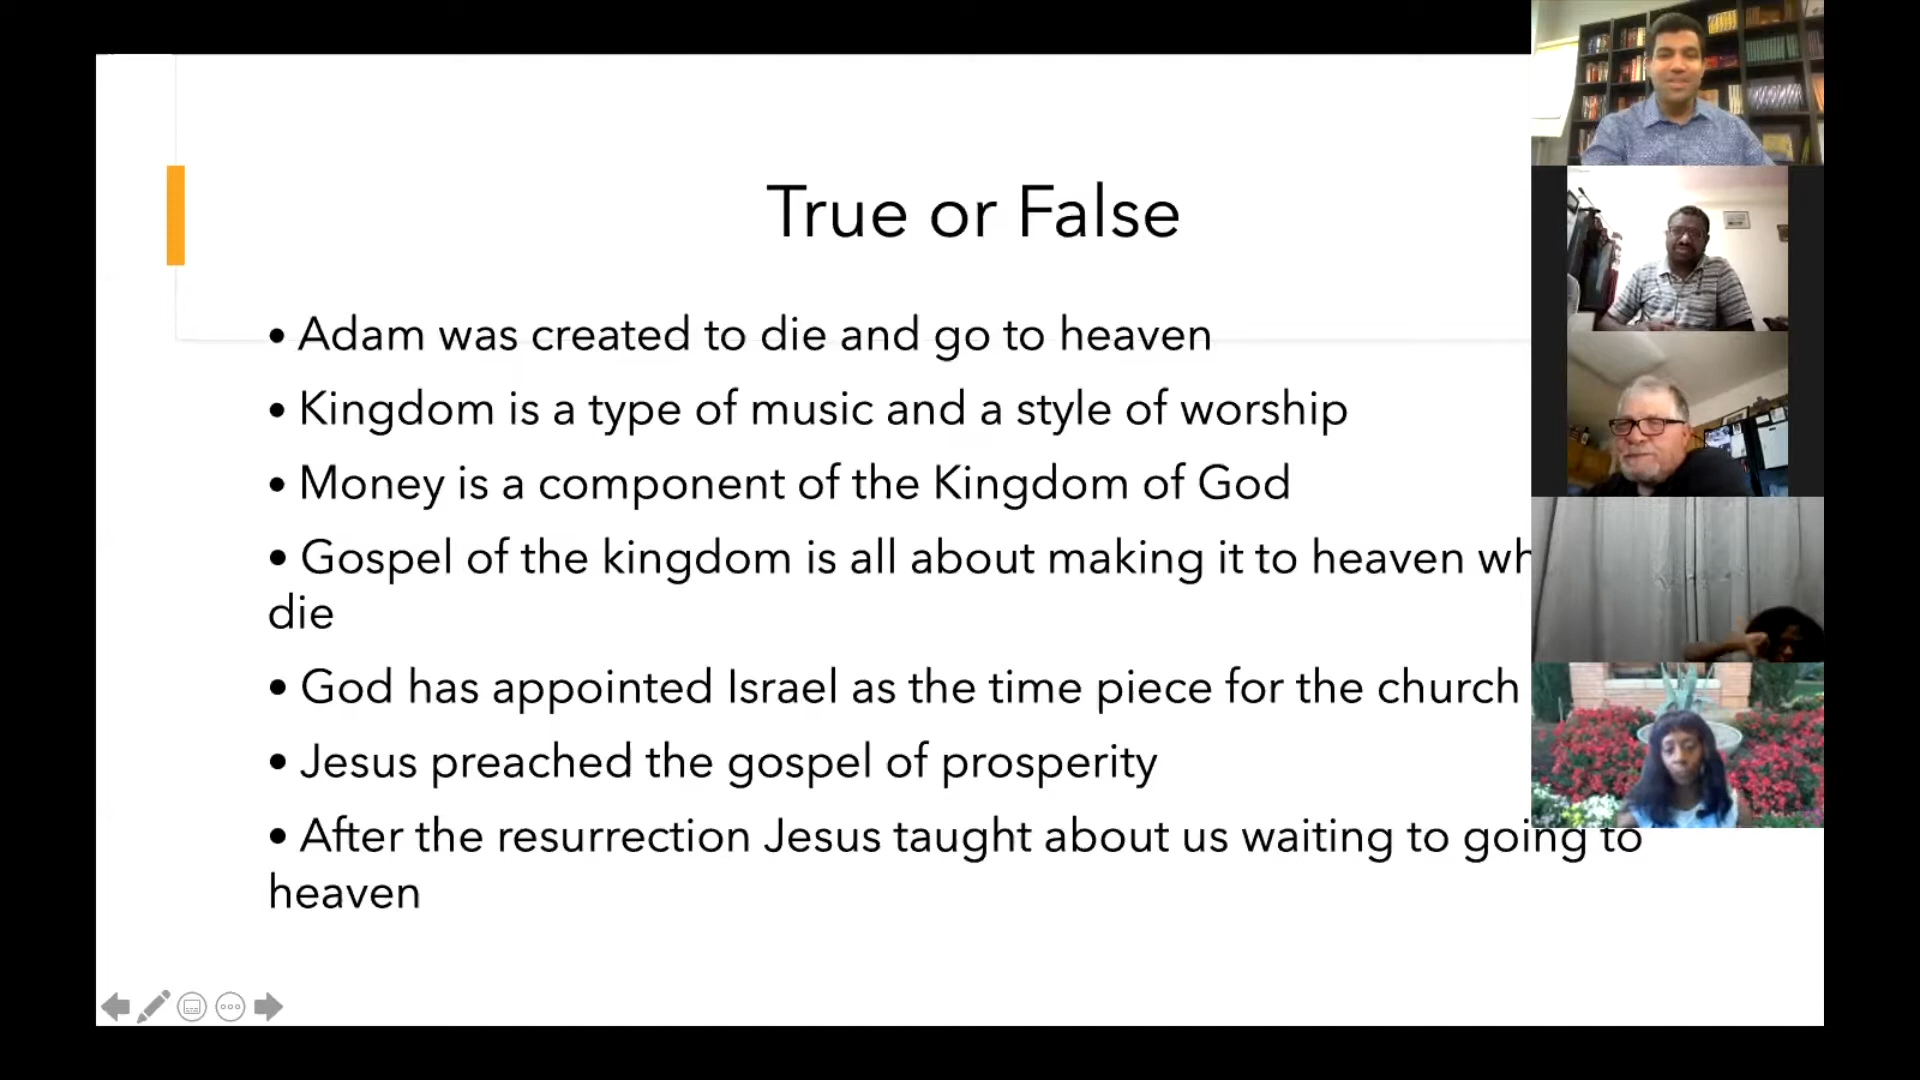 True or False
• Adam was created to die and go to heaven
• Kingdom is a type of music and a style of worship
• Money is a component of the Kingdom of God
• Gospel of the kingdom is all about making it to heaven
die
• God has appointed Israel as the time piece for the church
• Jesus preached the gospel of prosperity
• After the resurrection Jesus taught about us waiting to going to
heaven